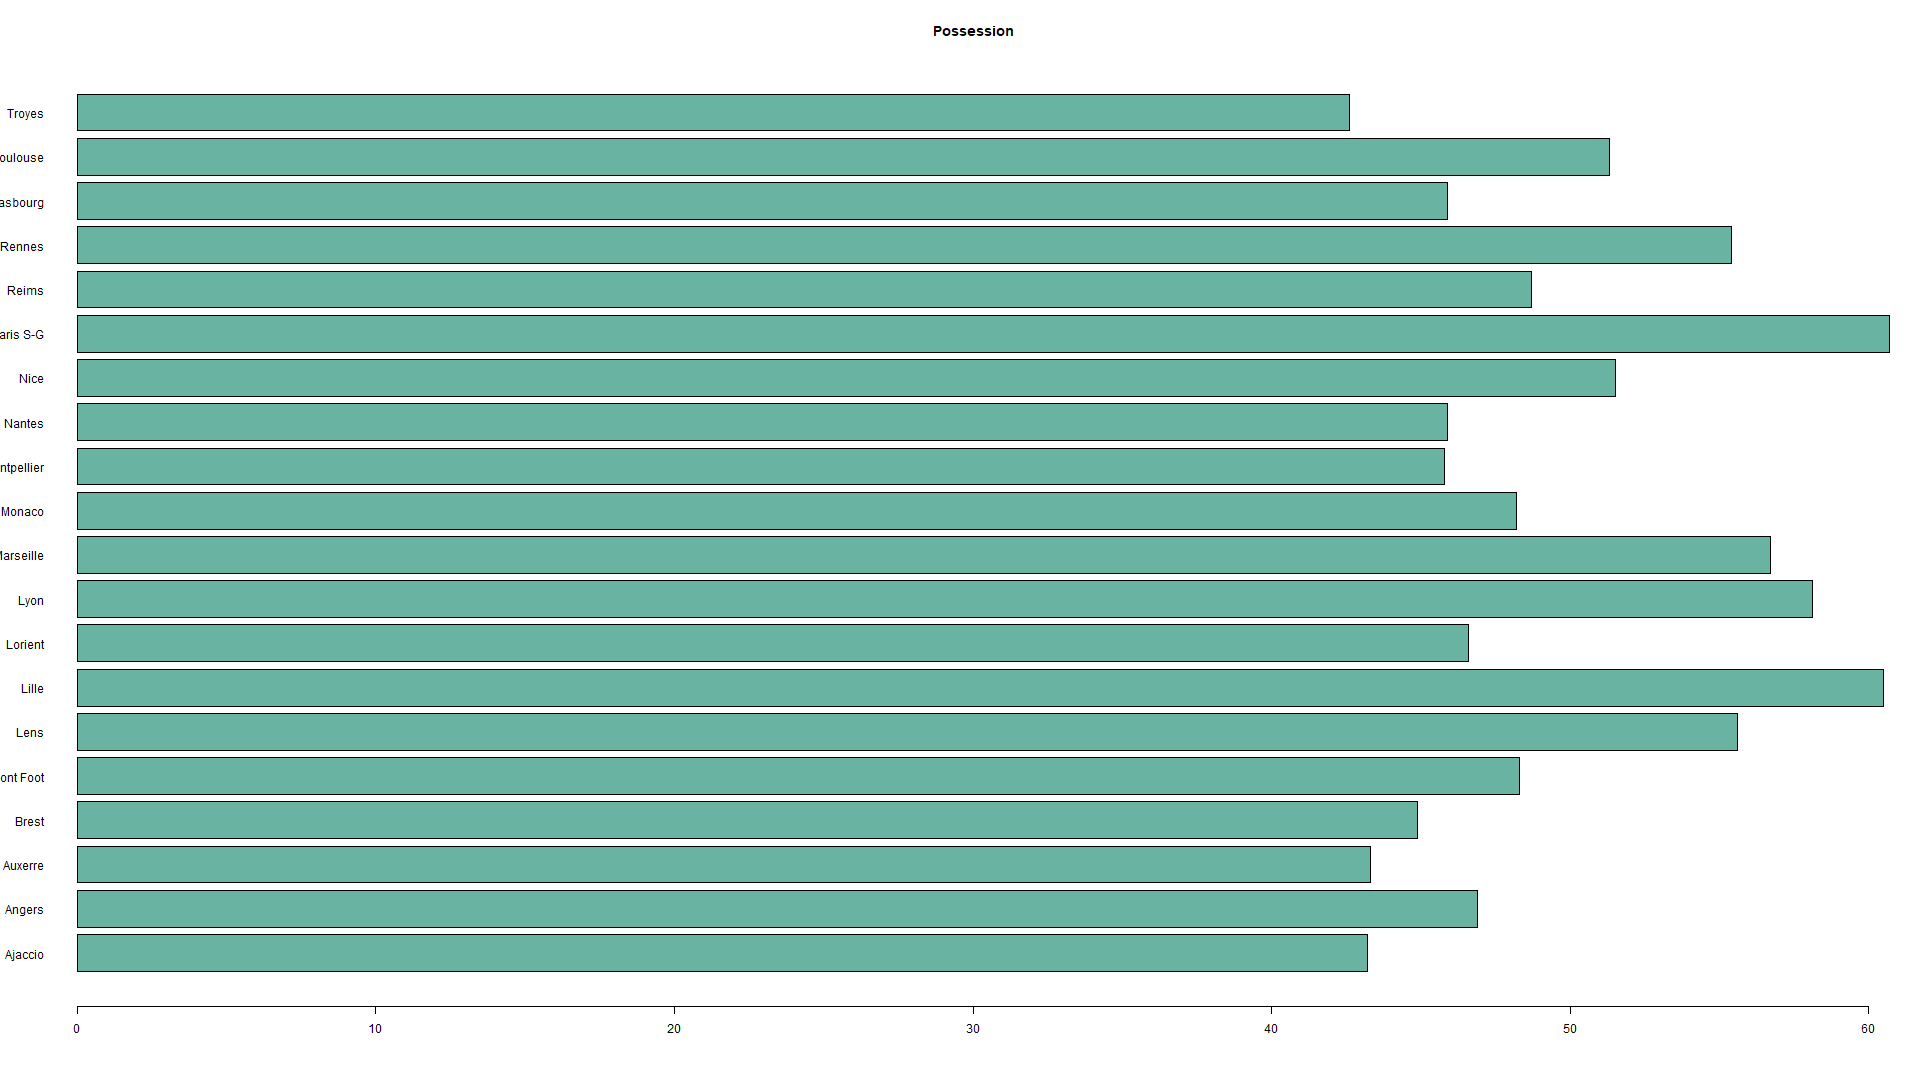 Possession
Troyes
oulouse
asbourg
Rennes
Reims
aris S-G
Nice
Nantes
ntpellier
Monaco
Marseille
Lyon
Lorient
Lille
Lens
ont Foot
Brest
Auxerre
Angers
Ajaccio
0 10 20 30 40 50 60